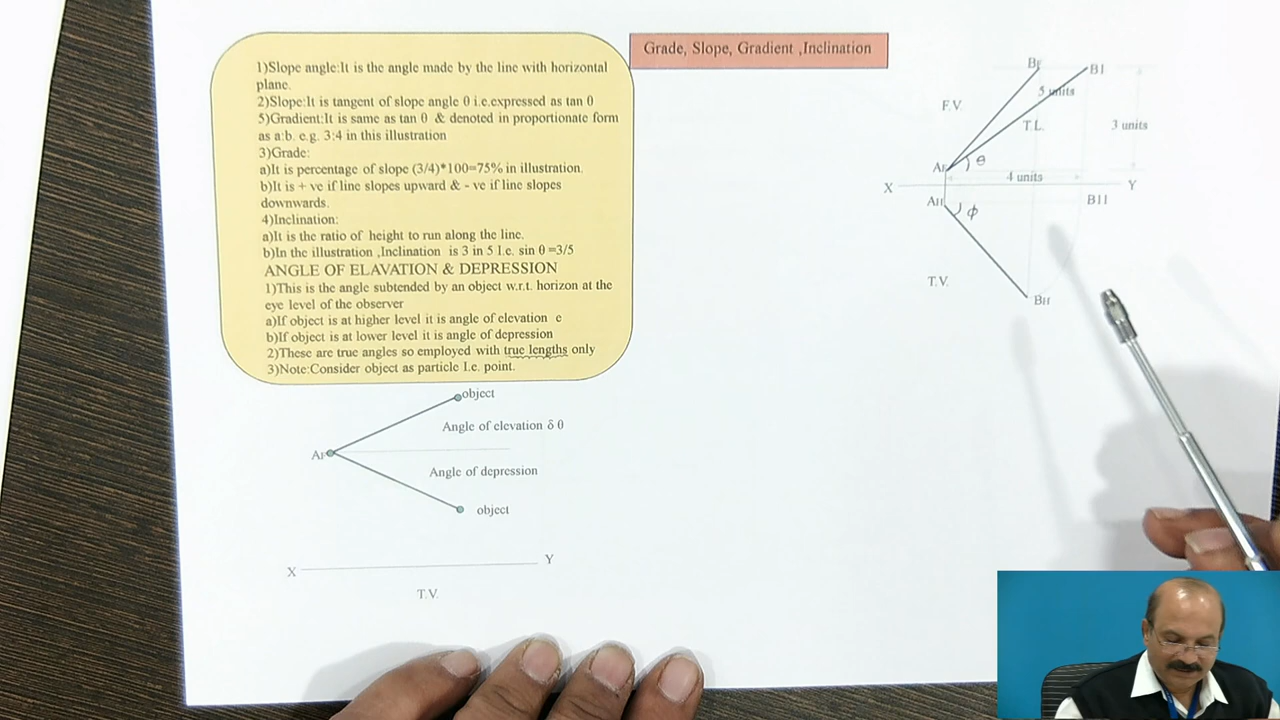 Grade, Slope, Gradient ,Inclination
1)Slope angle:It is the angle made by the line with horizontal
plane.
2)Slope:It is tangent of slope angle θ i.e.expressed as tan θ
5)Gradient:It is same as tan θ & denoted in proportionate form
as a:b. e.g. 3:4 in this illustration
3)Grade:
a)It is percentage of slope (3/4)*100=75% in illustration.
b)It is + ve if line slopes upward & - ve if line slopes
downwards.
4)Inclination:
a)It is the ratio of height to run along the line.
b)In the illustration ,Inclination is 3 in 5 I.e. sin θ =3/5
ANGLE OF ELAVATION & DEPRESSION
1)This is the angle subtended by an object w.r.t. horizon at the
eye level of the observer
a)If object is at higher level it is angle of elevation e
b)If object is at lower level it is angle of depression
2)These are true angles so employed with true lengths only
3)Note:Consider object as particle I.e. point.
object
Angle of elevation δ θ
AF
Angle of depression
object
X
Y
T.V.
BF
B1
5 units
F.V.
T.L.
3 units
AF
θ
4 units
X
Y
AH
ϕ
B11
T.V.
BH